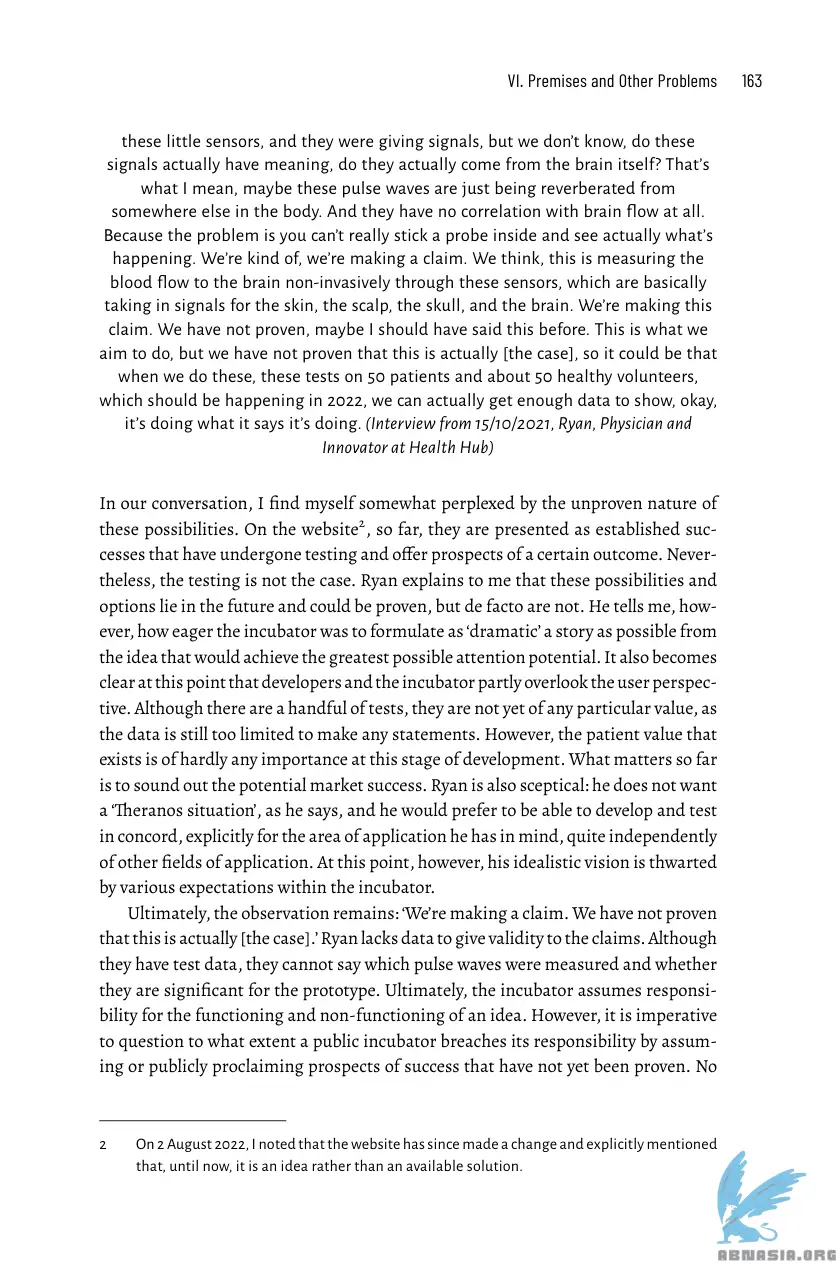 VI. Premises and Other Problems 163
these little sensors, and they were giving signals, but we don’t know, do these
signals actually have meaning, do they actually come from the brain itself? That’s
what I mean, maybe these pulse waves are just being reverberated from
somewhere else in the body. And they have no correlation with brain flow at all.
Because the problem is you can’t really stick a probe inside and see actually what’s
happening. We’re kind of, we’re making a claim. We think, this is measuring the
blood flow to the brain non-invasively through these sensors, which are basically
taking in signals for the skin, the scalp, the skull, and the brain. We’re making this
claim. We have not proven, maybe I should have said this before. This is what we
aim to do, but we have not proven that this is actually [the case], so it could be that
when we do these, these tests on 50 patients and about 50 healthy volunteers,
which should be happening in 2022, we can actually get enough data to show, okay,
it’s doing what it says it’s doing. (Interview from 15/10/2021, Ryan, Physician and
Innovator at Health Hub)
In our conversation, I find myself somewhat perplexed by the unproven nature of
these possibilities. On the website², so far, they are presented as established suc-
cesses that have undergone testing and offer prospects of a certain outcome. Never-
theless, the testing is not the case. Ryan explains to me that these possibilities and
options lie in the future and could be proven, but de facto are not. He tells me, how-
ever, how eager the incubator was to formulate as ‘dramatic’ a story as possible from
the idea that would achieve the greatest possible attention potential. It also becomes
clear at this point that developers and the incubator partly overlook the user perspec-
tive. Although there are a handful of tests, they are not yet of any particular value, as
the data is still too limited to make any statements. However, the patient value that
exists is of hardly any importance at this stage of development. What matters so far
is to sound out the potential market success. Ryan is also sceptical: he does not want
a ‘Theranos situation’, as he says, and he would prefer to be able to develop and test
in concord, explicitly for the area of application he has in mind, quite independently
of other fields of application. At this point, however, his idealistic vision is thwarted
by various expectations within the incubator.
Ultimately, the observation remains: ‘We’re making a claim. We have not proven
that this is actually [the case].’ Ryan lacks data to give validity to the claims. Although
they have test data, they cannot say which pulse waves were measured and whether
they are significant for the prototype. Ultimately, the incubator assumes responsi-
bility for the functioning and non-functioning of an idea. However, it is imperative
to question to what extent a public incubator breaches its responsibility by assum-
ing or publicly proclaiming prospects of success that have not yet been proven. No
2 On 2 August 2022, I noted that the website has since made a change and explicitly mentioned
that, until now, it is an idea rather than an available solution.
ABNASIA.ORG